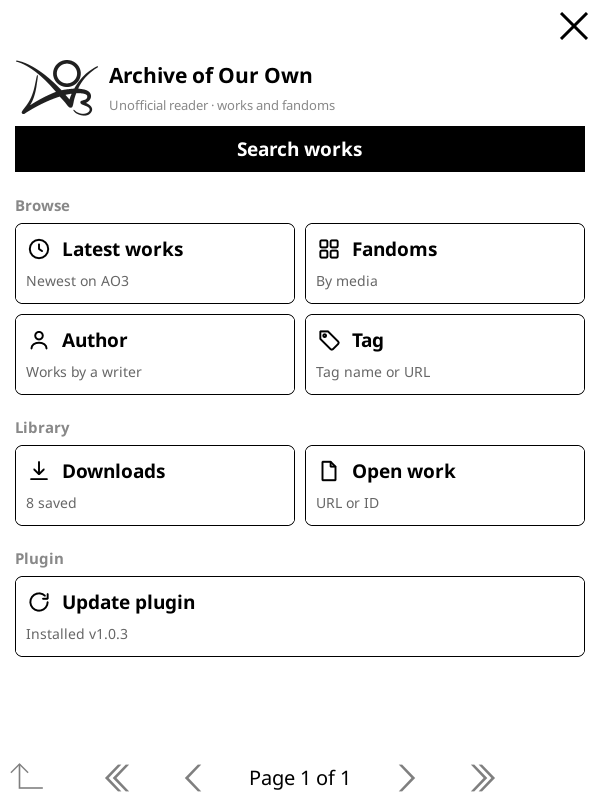 Archive of Our Own
Unofficial reader · works and fandoms
Search works
Browse
Latest works
Newest on AO3
Fandoms
By media
Author
Works by a writer
Tag
Tag name or URL
Library
Downloads
8 saved
Open work
URL or ID
Plugin
Update plugin
Installed v1.0.3
Page 1 of 1